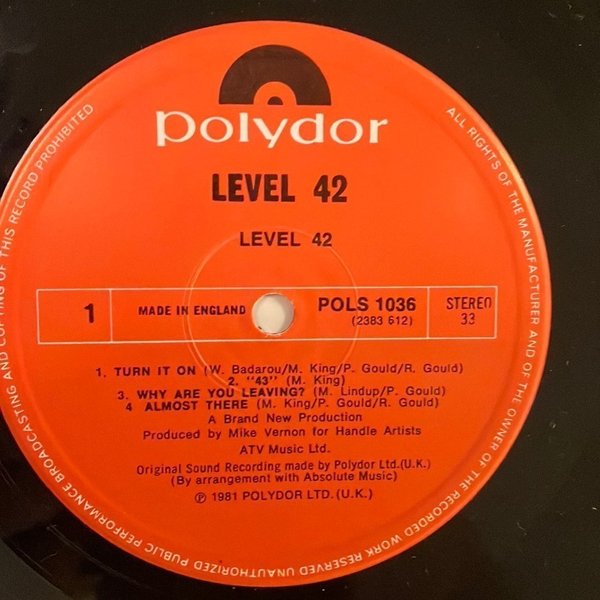 polydor
LEVEL 42
LEVEL 42
1
MADE IN ENGLAND
POLS 1036
(2383 612)
STEREO
33
1. TURN IT ON (W. Badarou/M. King/P. Gould/R. Gould)
2. "43" (M. King)
3. WHY ARE YOU LEAVING? (M. Lindup/P. Gould)
4 ALMOST THERE (M. King/P. Gould/R. Gould)
A Brand New Production
Produced by Mike Vernon for Handle Artists
ATV Music Ltd.
Original Sound Recording made by Polydor Ltd.(U.K.)
(By arrangement with Absolute Music)
℗ 1981 POLYDOR LTD.(U.K.)
ALL RIGHTS OF THE MANUFACTURER AND OF THE OWNER OF THE RECORDED WORK RESERVED UNAUTHORIZED PUBLIC PERFORMANCE BROADCASTING AND COPYING OF THIS RECORD PROHIBITED